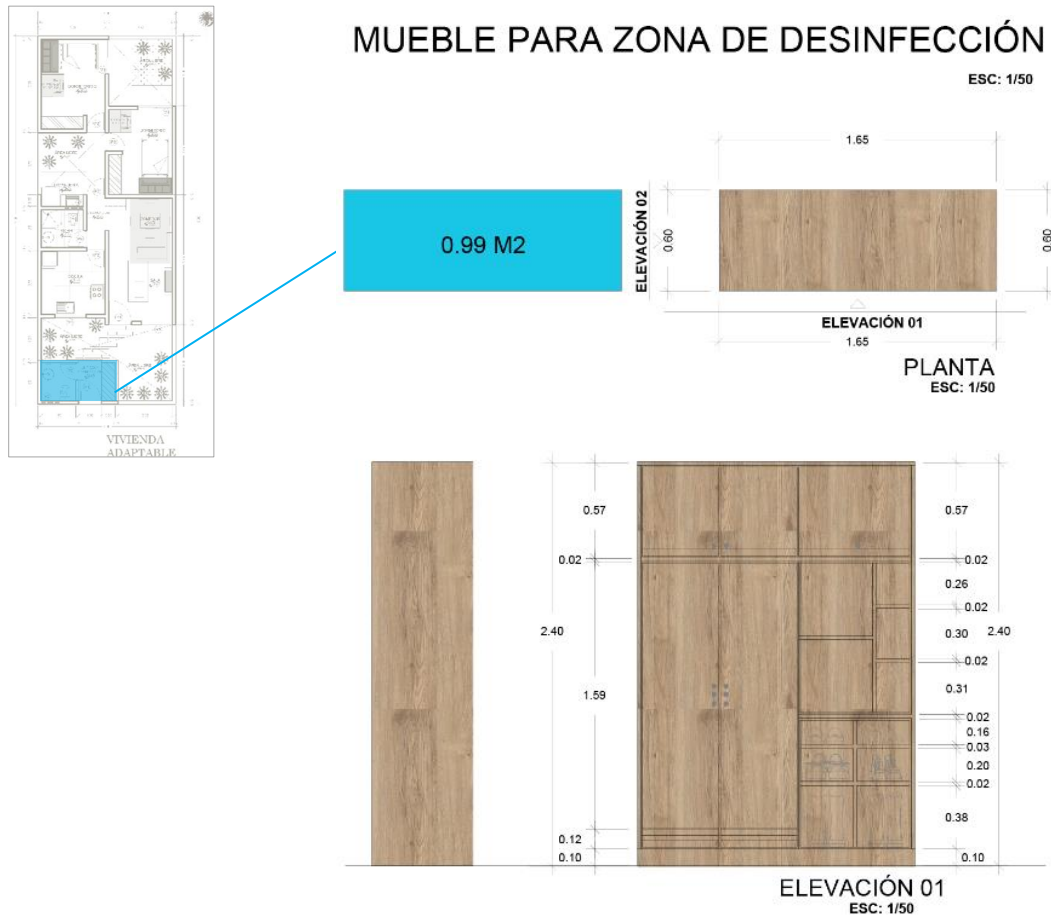 MUEBLE PARA ZONA DE DESINFECCIÓN
ESC: 1/50
1.65
0.99 M2
ELEVACIÓN 02
0.60
0.60
ELEVACIÓN 01
1.65
PLANTA
ESC: 1/50
VIVIENDA
ADAPTABLE
0.57
0.02
2.40
1.59
0.12
0.10
0.57
0.02
0.26
0.02
0.30
2.40
0.02
0.31
0.02
0.16
0.03
0.20
0.02
0.38
0.10
ELEVACIÓN 01
ESC: 1/50